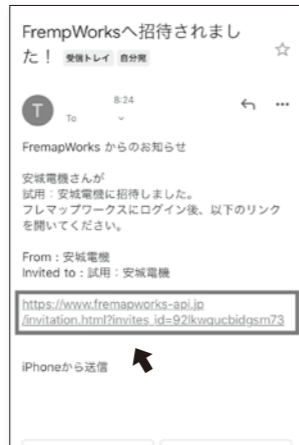 FrempWorksへ招待されまし
た！ 受信トレイ 自分宛
T
8:24
To
FremapWorks からのお知らせ
安城電機さんが
試用：安城電機に招待しました。
フレマップワークスにログイン後、以下のリンク
を開いてください。
From：安城電機
Invited to：試用：安城電機
https://www.fremapworks-api.jp
/invitation.html?invites_id=92lkwqucbidgsm73
iPhoneから送信